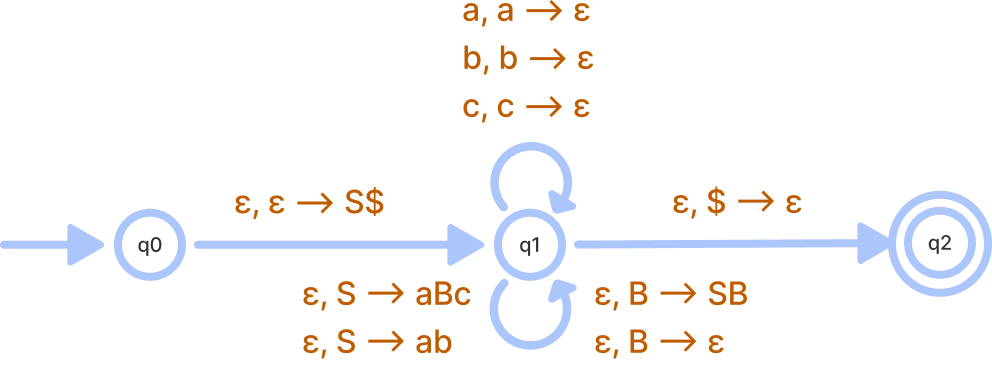 a, a → ε
b, b → ε
c, c → ε
ε, ε → S$
ε, $ → ε
q0
q1
q2
ε, S → aBc
ε, S → ab
ε, B → SB
ε, B → ε